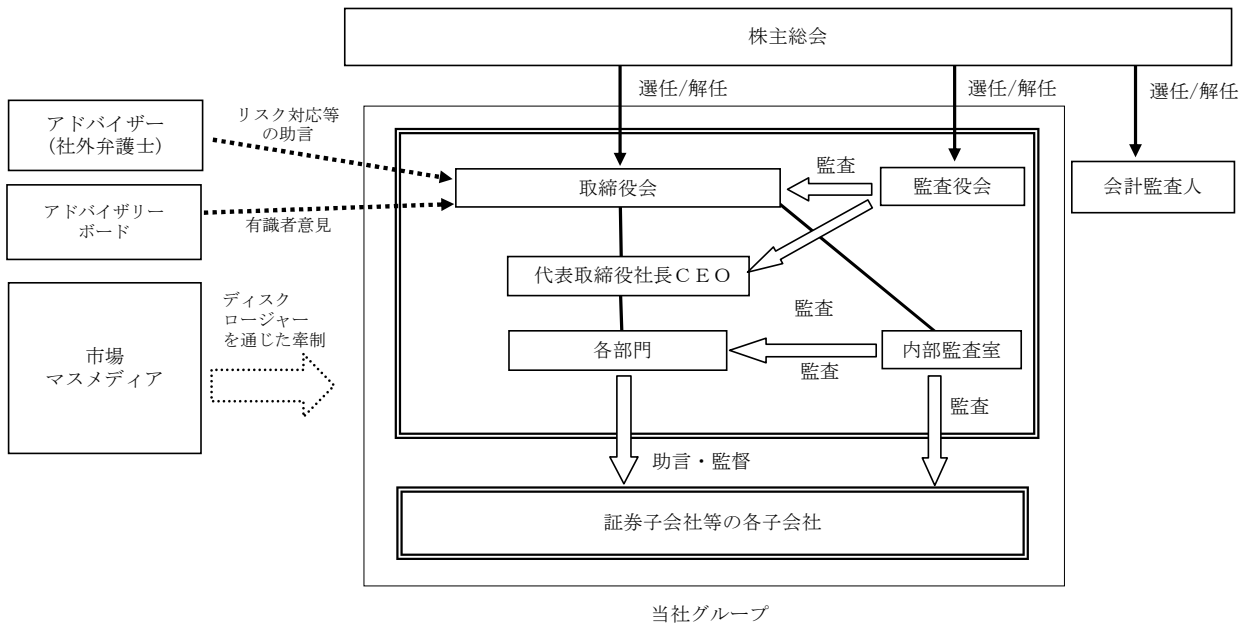 株主総会
選任/解任
選任/解任
選任/解任
アドバイザー
(社外弁護士)
リスク対応等
の助言
取締役会
監査
監査役会
会計監査人
アドバイザリー
ボード
有識者意見
代表取締役社長ＣＥＯ
市場
マスメディア
ディスク
ロージャー
を通じた牽制
監査
各部門
監査
内部監査室
監査
助言・監督
証券子会社等の各子会社
当社グループ